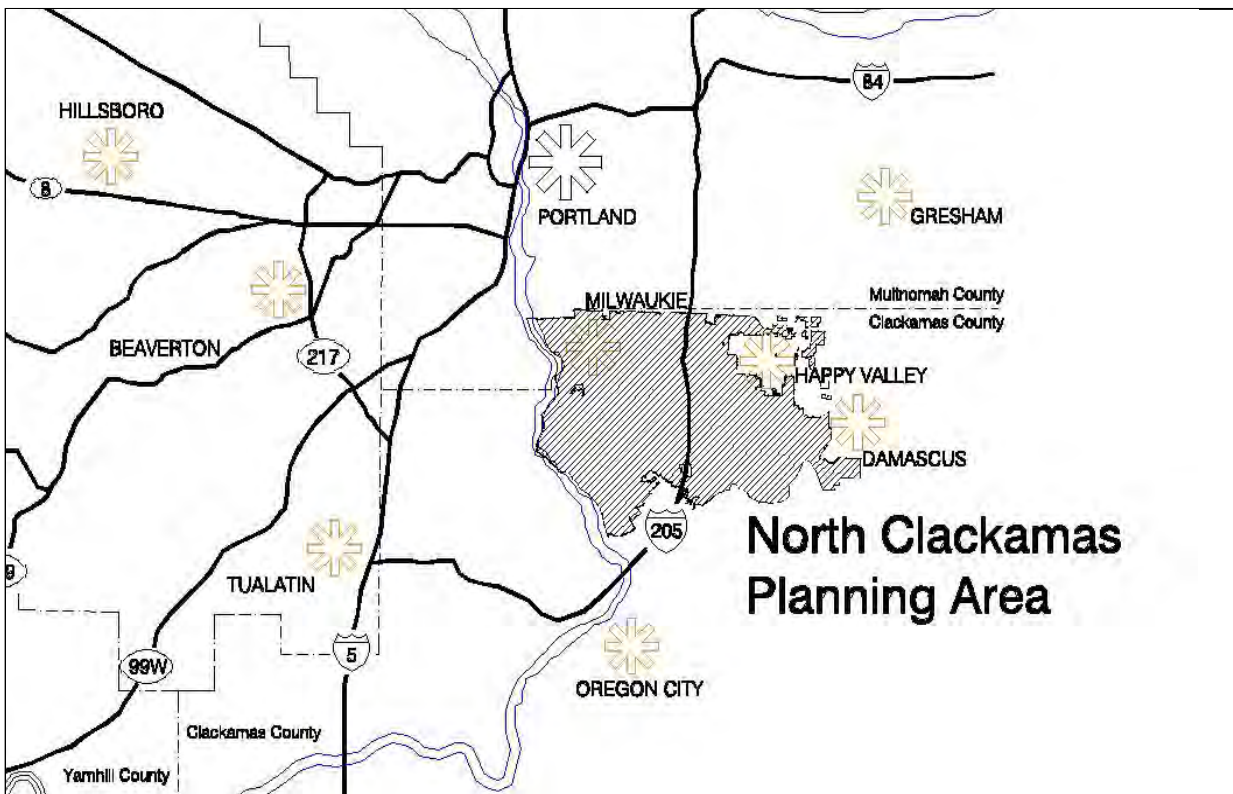 84
HILLSBORO
8
PORTLAND
GRESHAM
Multnomah County
MILWAUKIE
Clackamas County
BEAVERTON
217
HAPPY VALLEY
DAMASCUS
205
North Clackamas
Planning Area
9
TUALATIN
5
99W
OREGON CITY
Clackamas County
Yamhill County